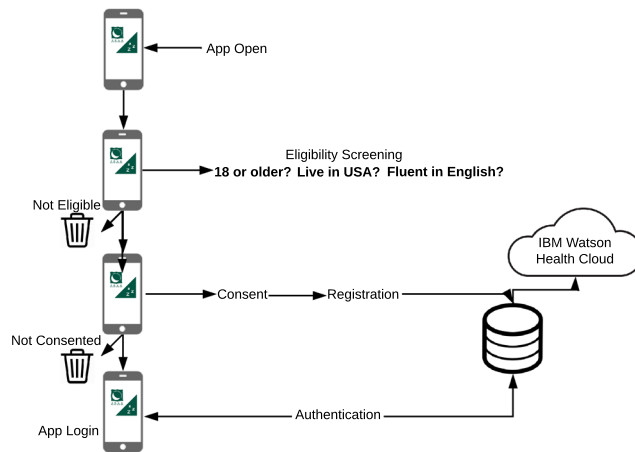 App Open
Eligibility Screening
18 or older? Live in USA? Fluent in English?
Not Eligible
IBM Watson
Health Cloud
Consent
Registration
Not Consented
Authentication
App Login